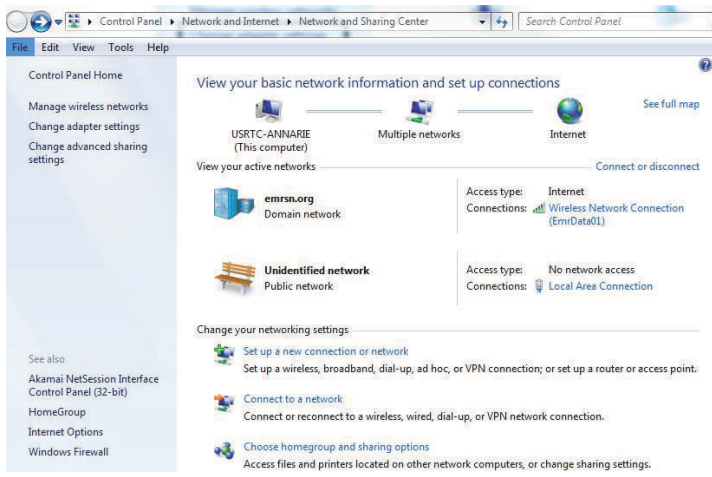 Control Panel ▸ Network and Internet ▸ Network and Sharing Center
Search Control Panel
File Edit View Tools Help
Control Panel Home
Manage wireless networks
Change adapter settings
Change advanced sharing
settings
View your basic network information and set up connections
See full map
USRTC-ANNARIE
(This computer)
Multiple networks
Internet
View your active networks
Connect or disconnect
emrsn.org
Domain network
Access type: Internet
Connections: Wireless Network Connection
(EmrData01)
Unidentified network
Public network
Access type: No network access
Connections: Local Area Connection
Change your networking settings
Set up a new connection or network
Set up a wireless, broadband, dial-up, ad hoc, or VPN connection; or set up a router or access point.
Connect to a network
Connect or reconnect to a wireless, wired, dial-up, or VPN network connection.
Choose homegroup and sharing options
Access files and printers located on other network computers, or change sharing settings.
See also
Akamai NetSession Interface
Control Panel (32-bit)
HomeGroup
Internet Options
Windows Firewall